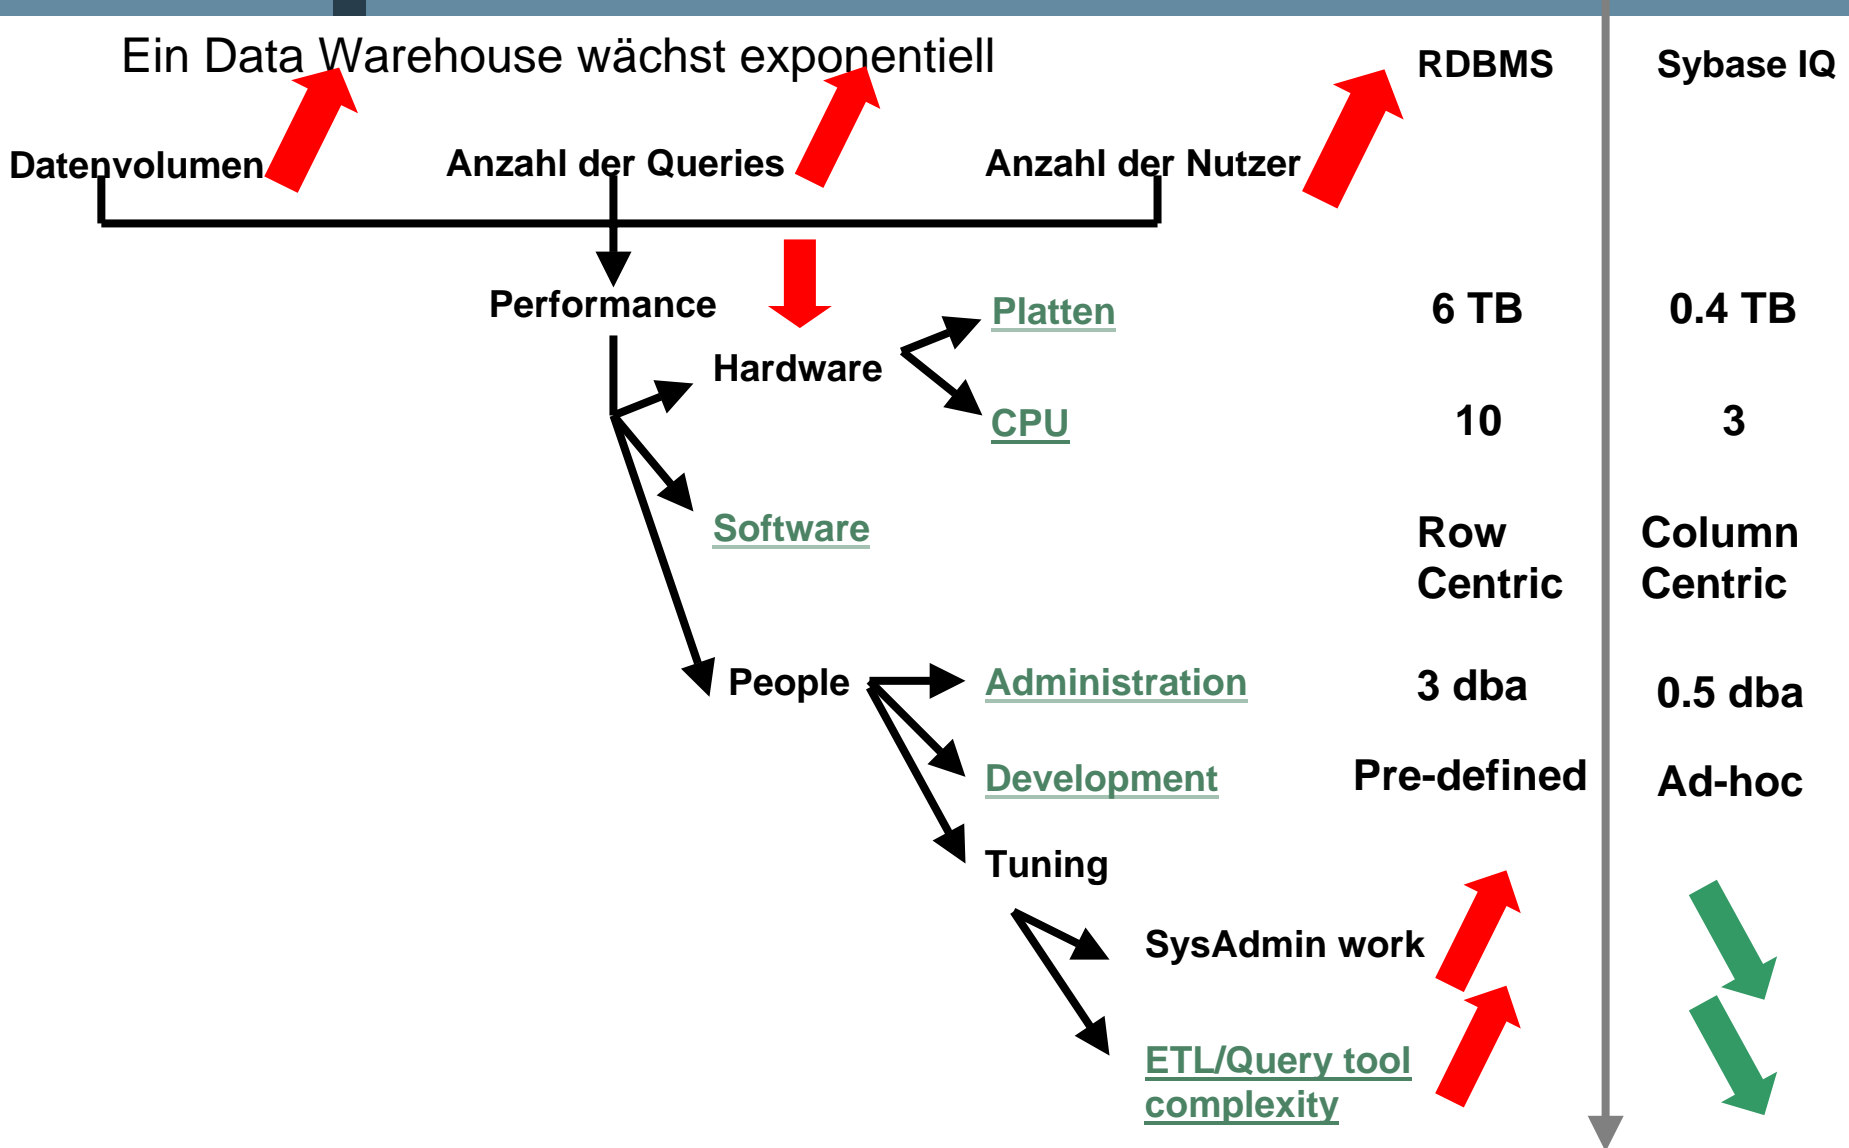 Ein Data Warehouse wächst exponentiell
RDBMS
Sybase IQ
Datenvolumen
Anzahl der Queries
Anzahl der Nutzer
Performance
Platten
6 TB
0.4 TB
Hardware
CPU
10
3
Software
Row
Centric
Column
Centric
People
Administration
3 dba
0.5 dba
Development
Pre-defined
Ad-hoc
Tuning
SysAdmin work
ETL/Query tool
complexity